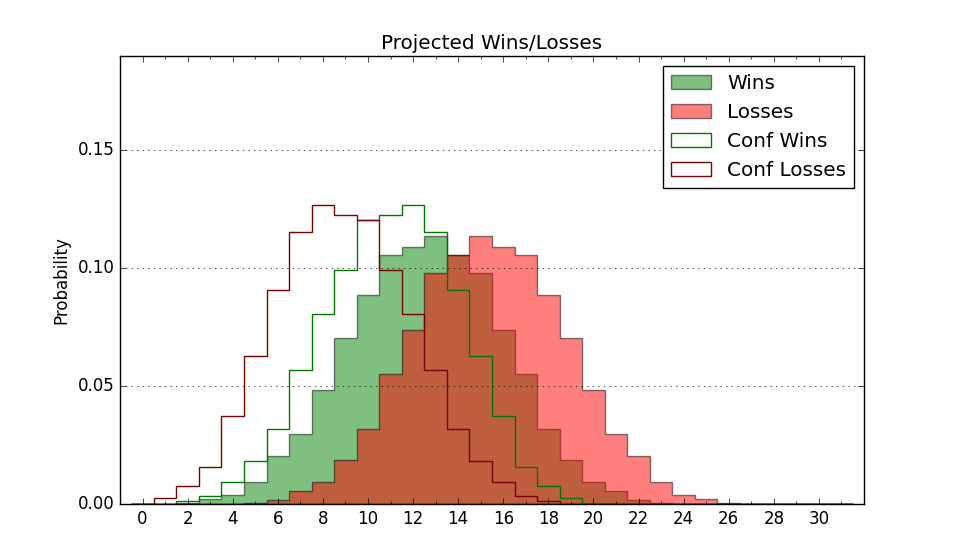 Projected Wins/Losses
Wins
Losses
Conf Wins
Conf Losses
Probability
0.15
0.10
0.05
0.00
0 2 4 6 8 10 12 14 16 18 20 22 24 26 28 30